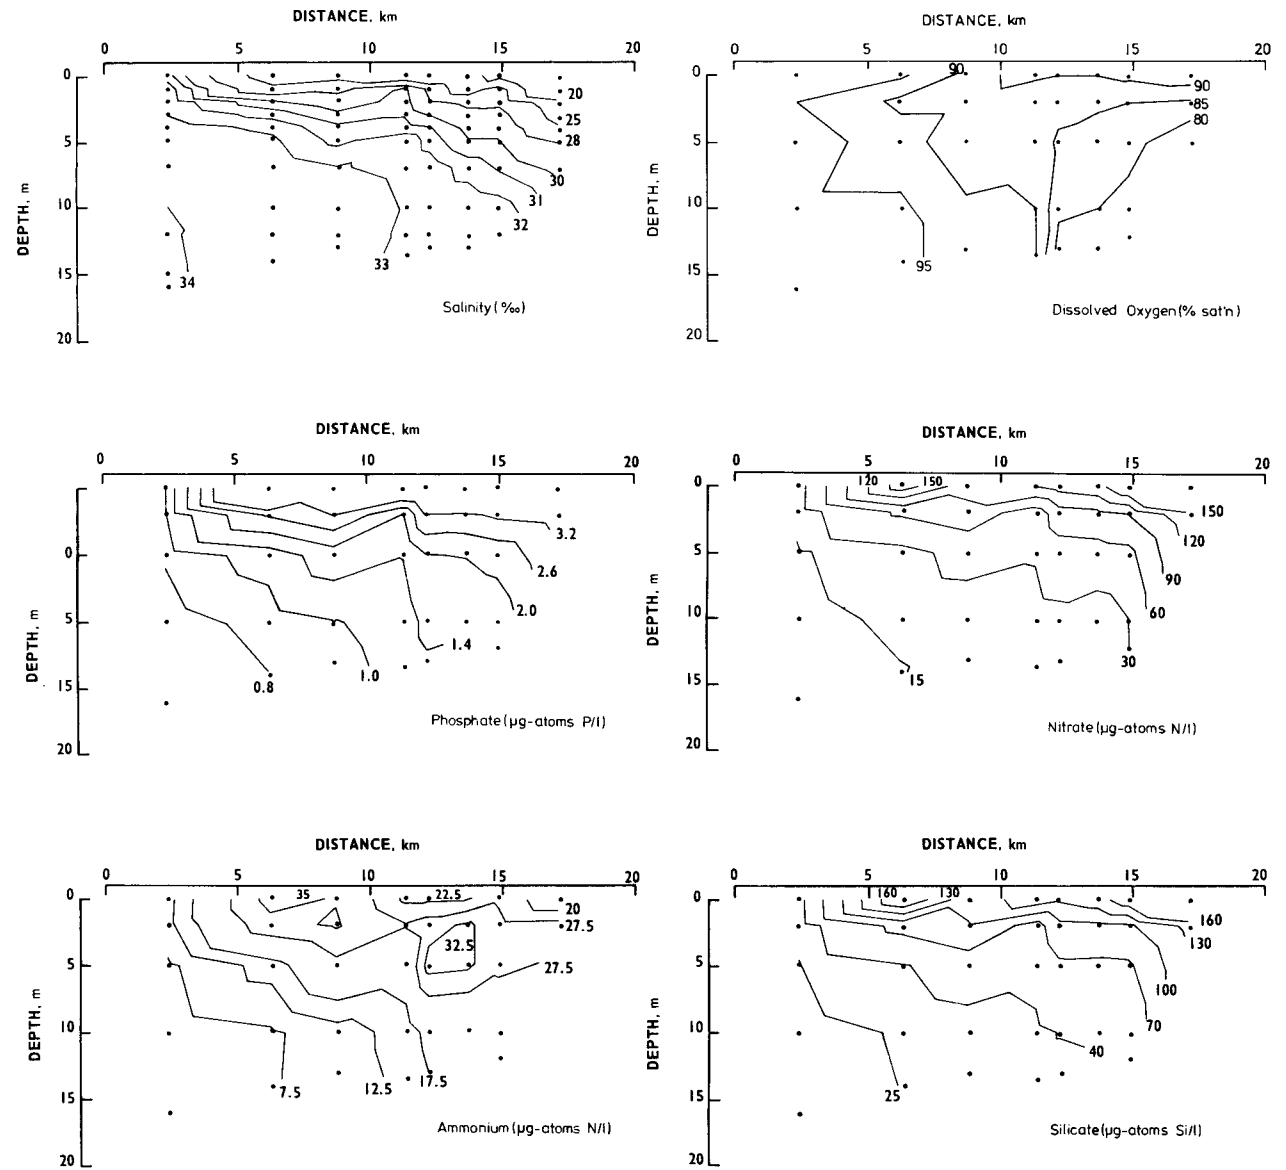 DISTANCE, km
0 5 10 15 20
0
5
10
15
20
DEPTH, m
20
25
28
30
31
32
33
34
Salinity (‰)
DISTANCE, km
0 5 10 15 20
0
5
10
15
20
DEPTH, m
90
90
85
80
95
Dissolved Oxygen (% sat'n)
DISTANCE, km
0 5 10 15 20
0
5
15
20
DEPTH, m
3.2
2.6
2.0
1.4
1.0
0.8
Phosphate (µg-atoms P/l)
DISTANCE, km
0 5 10 15 20
0
5
10
15
20
DEPTH, m
120 150
150
120
90
60
30
15
Nitrate (µg-atoms N/l)
DISTANCE, km
0 5 10 15 20
0
5
10
15
20
DEPTH, m
35 22.5
20
27.5
32.5
27.5
17.5
12.5
7.5
Ammonium (µg-atoms N/l)
DISTANCE, km
0 5 10 15 20
0
5
10
15
20
DEPTH, m
160 130
160
130
100
70
40
25
Silicate (µg-atoms Si/l)